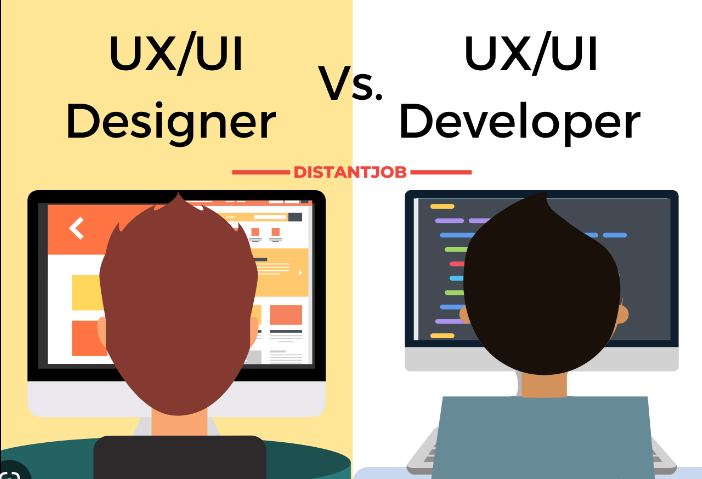 UX/UI
Designer
Vs.
UX/UI
Developer
DISTANTJOB